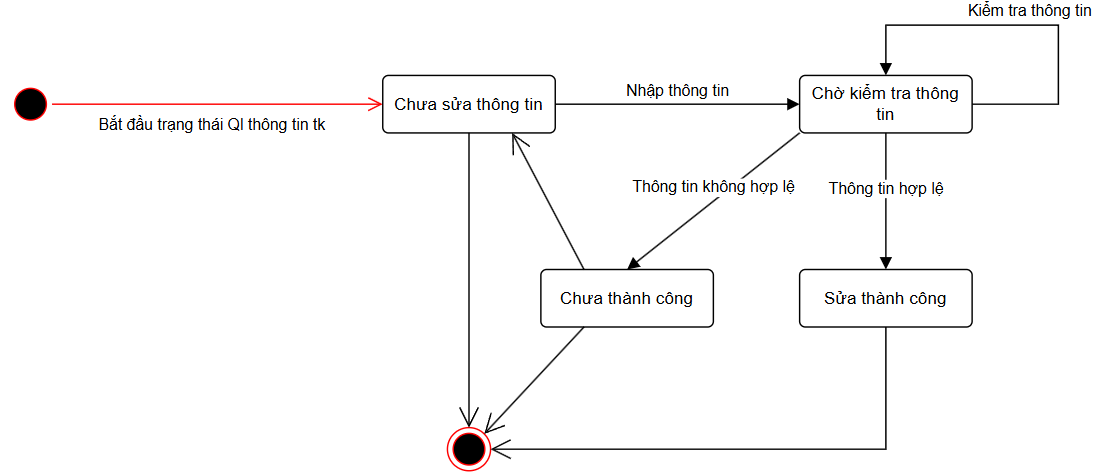 Kiểm tra thông tin
Chưa sửa thông tin
Nhập thông tin
Chờ kiểm tra thông
tin
Bắt đầu trạng thái Ql thông tin tk
Thông tin không hợp lệ
Thông tin hợp lệ
Chưa thành công
Sửa thành công